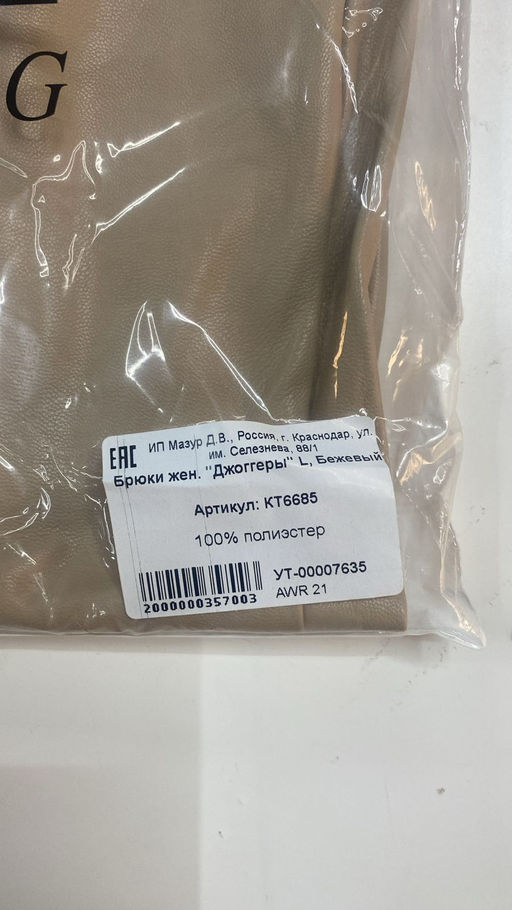 G
EAC
ИП Мазур Д.В., Россия, г. Краснодар, ул.
им. Селезнева, 88/1
Брюки жен. "Джоггеры" L, Бежевый
Артикул: КТ6685
100% полиэстер
2000000357003
УТ-00007635
AWR 21